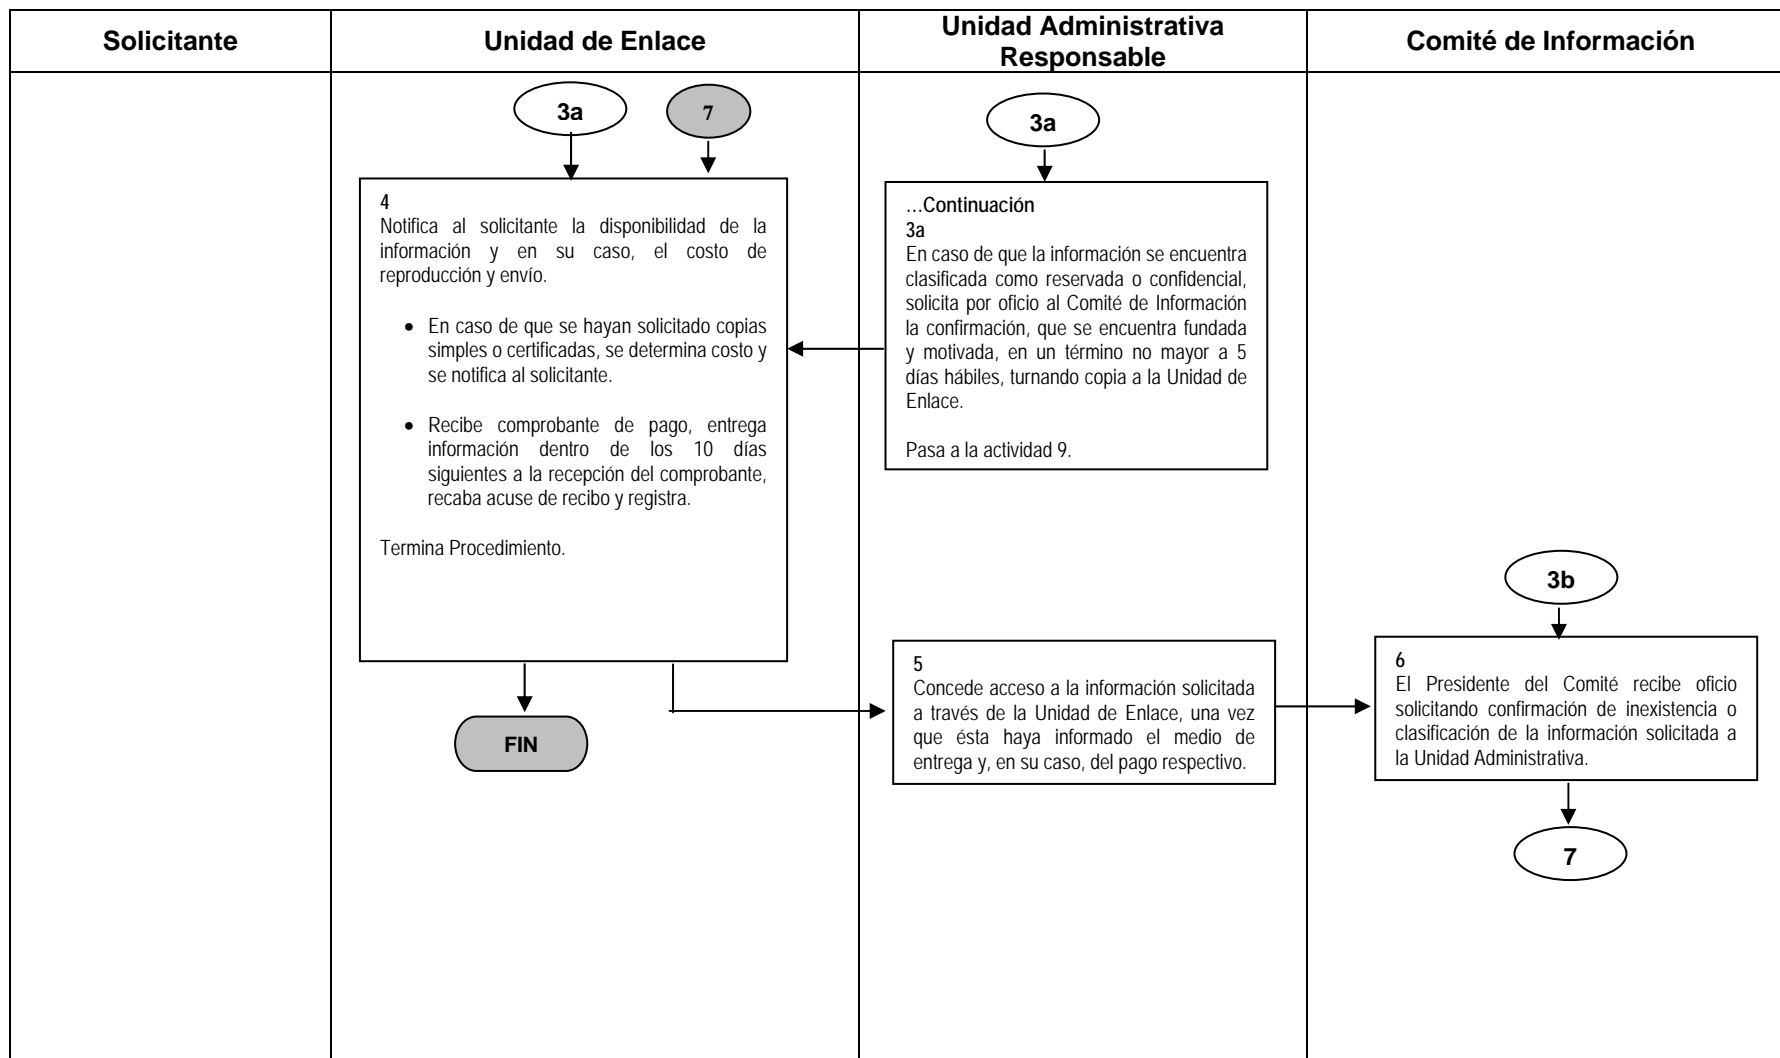 Solicitante
Unidad de Enlace
Unidad Administrativa
Responsable
Comité de Información
3a
7
4
Notifica al solicitante la disponibilidad de la
información y en su caso, el costo de
reproducción y envío.
• En caso de que se hayan solicitado copias
simples o certificadas, se determina costo y
se notifica al solicitante.
• Recibe comprobante de pago, entrega
información dentro de los 10 días
siguientes a la recepción del comprobante,
recaba acuse de recibo y registra.
Termina Procedimiento.
FIN
3a
...Continuación
3a
En caso de que la información se encuentra
clasificada como reservada o confidencial,
solicita por oficio al Comité de Información
la confirmación, que se encuentra fundada
y motivada, en un término no mayor a 5
días hábiles, turnando copia a la Unidad de
Enlace.
Pasa a la actividad 9.
5
Concede acceso a la información solicitada
a través de la Unidad de Enlace, una vez
que ésta haya informado el medio de
entrega y, en su caso, del pago respectivo.
3b
6
El Presidente del Comité recibe oficio
solicitando confirmación de inexistencia o
clasificación de la información solicitada a
la Unidad Administrativa.
7